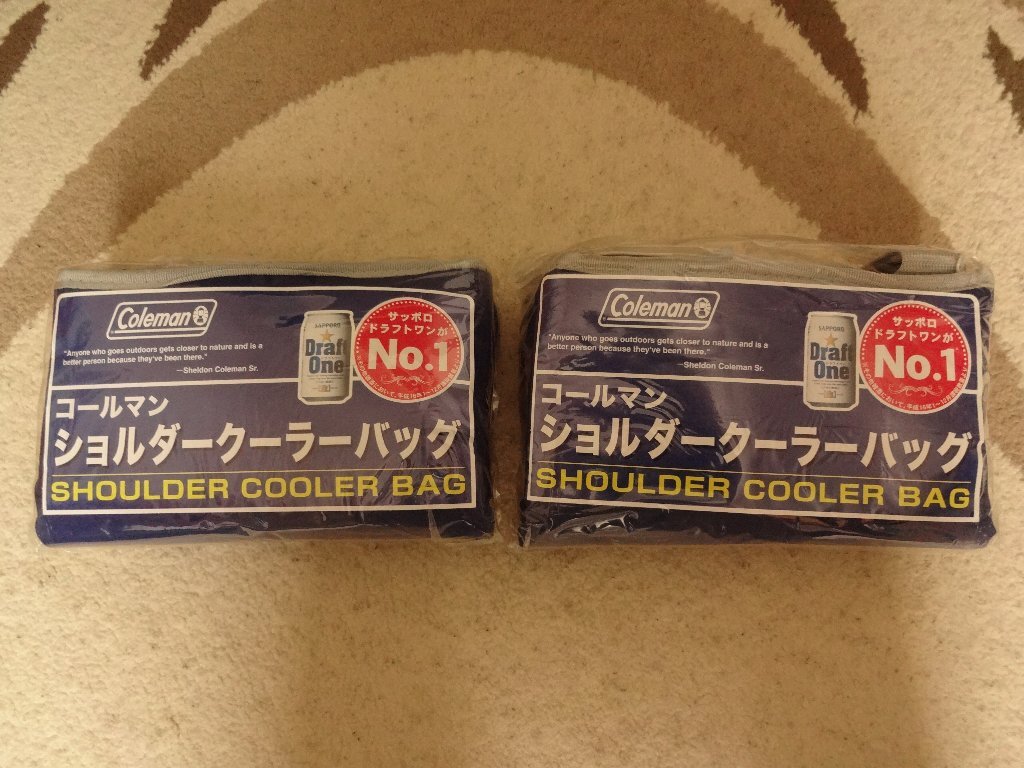 Coleman
"Anyone who goes outdoors gets closer to nature and is a
better person because they've been there."
—Sheldon Coleman Sr.
SAPPORO
Draft
One
サッポロ
ドラフトワンが
No.1
コールマン
ショルダークーラーバッグ
SHOULDER COOLER BAG
Coleman
"Anyone who goes outdoors gets closer to nature and is a
better person because they've been there."
—Sheldon Coleman Sr.
SAPPORO
Draft
One
サッポロ
ドラフトワンが
No.1
コールマン
ショルダークーラーバッグ
SHOULDER COOLER BAG